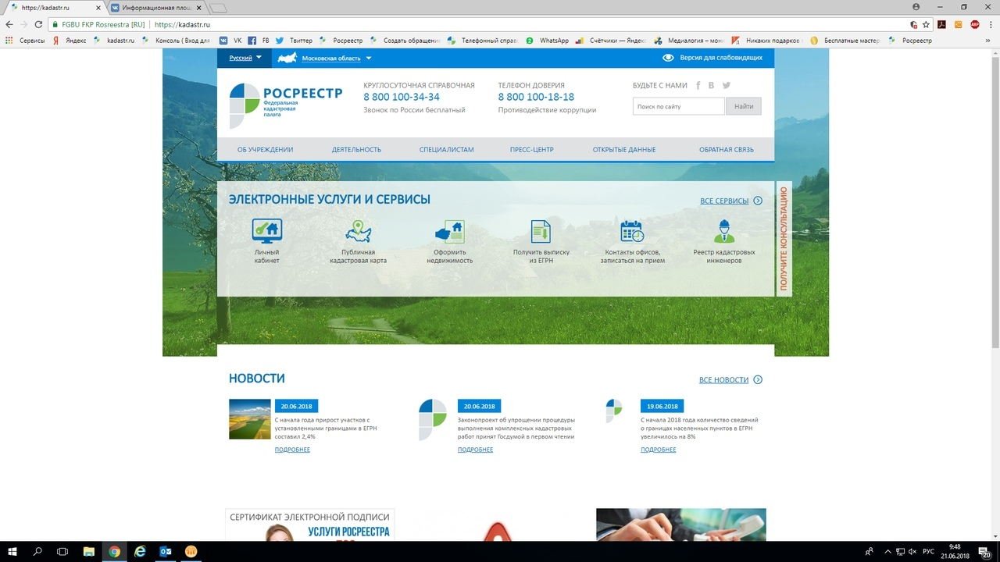 https://kadastr.ru
Информационная площ
FGBU FKP Rosreestra [RU]
https://kadastr.ru
Сервисы
Яндекс
kadastr.ru
Консоль ( Вход для
VK
FB
Твиттер
Росреестр
Создать обращение
Телефонный справо
WhatsApp
Счётчики — Яндекс
Медиалогия – мони
Никаких подарков
Бесплатные мастер
Росреестр
Русский
Московская область
Версия для слабовидящих
РОСРЕЕСТР
Федеральная
кадастровая
палата
КРУГЛОСУТОЧНАЯ СПРАВОЧНАЯ
8 800 100-34-34
Звонок по России бесплатный
ТЕЛЕФОН ДОВЕРИЯ
8 800 100-18-18
Противодействие коррупции
БУДЬТЕ С НАМИ
Поиск по сайту
Найти
ОБ УЧРЕЖДЕНИИ
ДЕЯТЕЛЬНОСТЬ
СПЕЦИАЛИСТАМ
ПРЕСС-ЦЕНТР
ОТКРЫТЫЕ ДАННЫЕ
ОБРАТНАЯ СВЯЗЬ
ЭЛЕКТРОННЫЕ УСЛУГИ И СЕРВИСЫ
ВСЕ СЕРВИСЫ
Личный
кабинет
Публичная
кадастровая карта
Оформить
недвижимость
Получить выписку
из ЕГРН
Контакты офисов,
записаться на прием
Реестр кадастровых
инженеров
ПОЛУЧИТЕ КОНСУЛЬТАЦИЮ
НОВОСТИ
ВСЕ НОВОСТИ
20.06.2018
С начала года прирост участков с
установленными границами в ЕГРН
составил 2,4%
ПОДРОБНЕЕ
20.06.2018
Законопроект об упрощении процедуры
выполнения комплексных кадастровых
работ принят Госдумой в первом чтении
ПОДРОБНЕЕ
19.06.2018
С начала 2018 года количество сведений
о границах населенных пунктов в ЕГРН
увеличилось на 8%
ПОДРОБНЕЕ
СЕРТИФИКАТ ЭЛЕКТРОННОЙ ПОДПИСИ
УСЛУГИ РОСРЕЕСТРА
РУС
9:48
21.06.2018
20